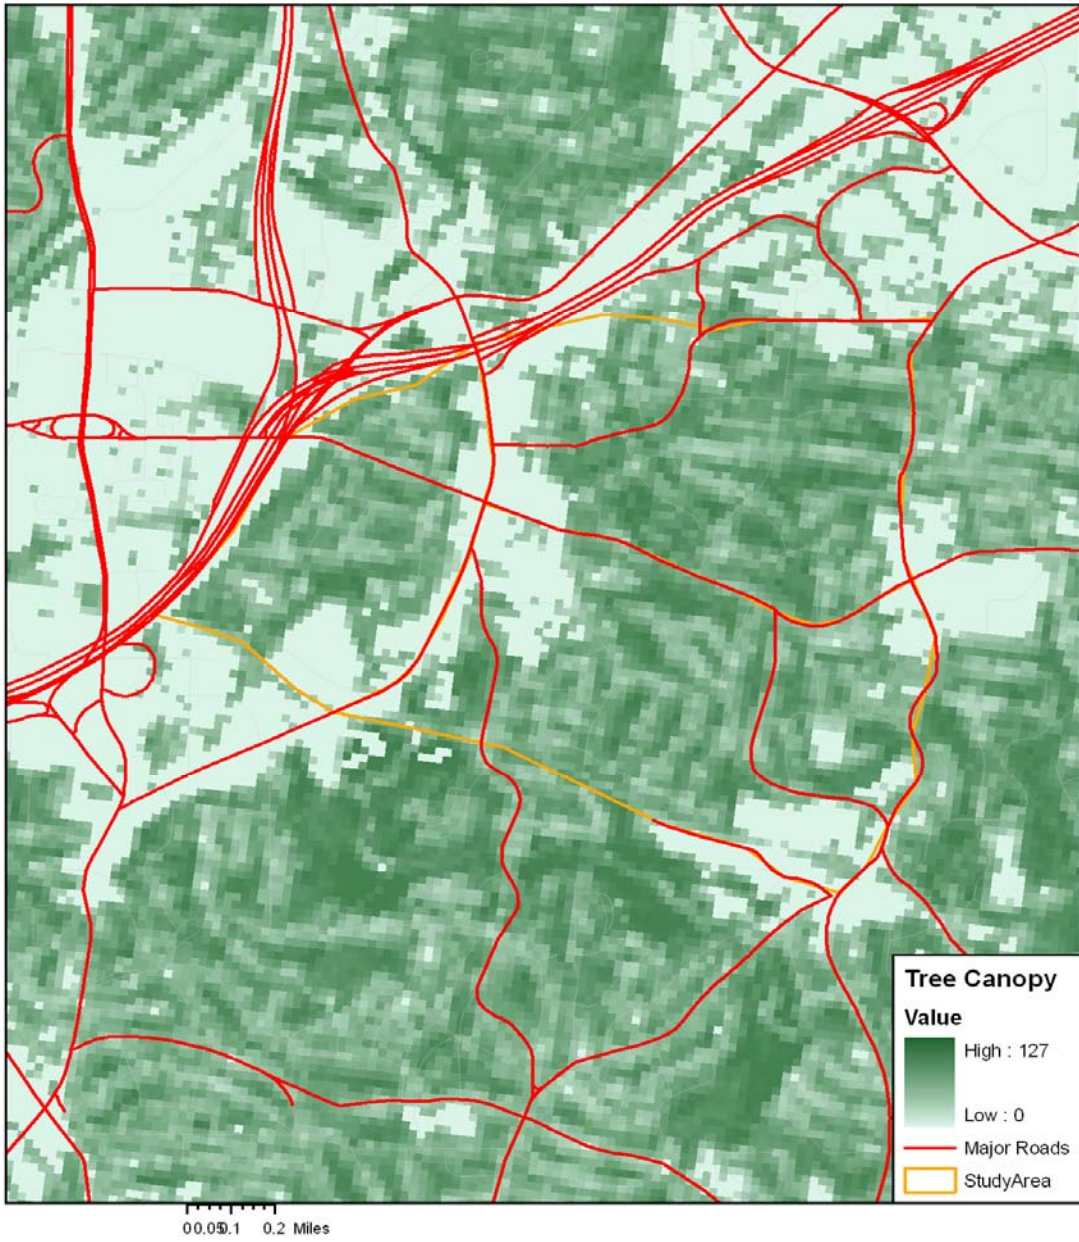 Tree Canopy
Value
High : 127
Low : 0
Major Roads
StudyArea
0 0.05 0.1 0.2 Miles